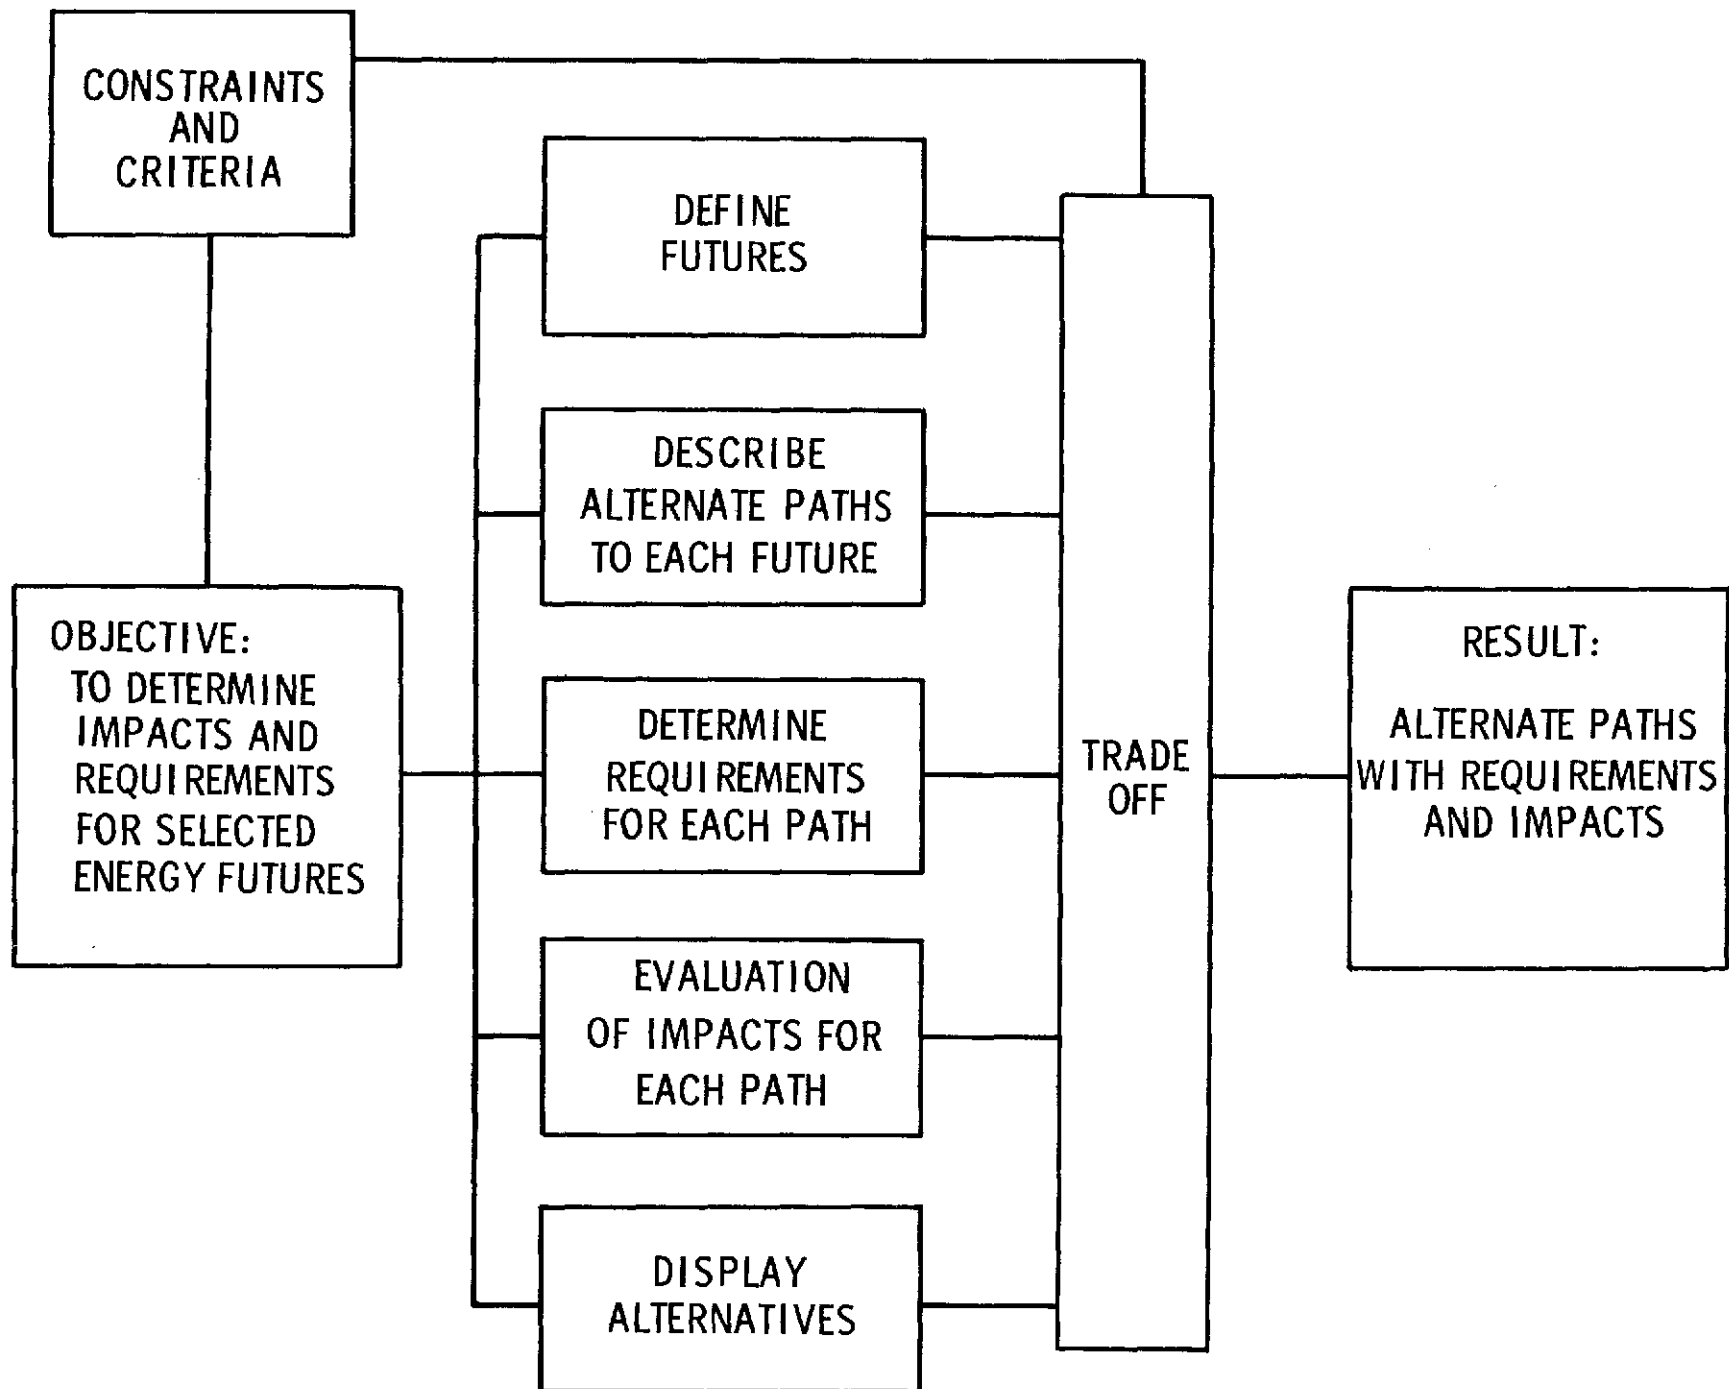 CONSTRAINTS
AND
CRITERIA
OBJECTIVE:
TO DETERMINE
IMPACTS AND
REQUIREMENTS
FOR SELECTED
ENERGY FUTURES
DEFINE
FUTURES
DESCRIBE
ALTERNATE PATHS
TO EACH FUTURE
DETERMINE
REQUIREMENTS
FOR EACH PATH
EVALUATION
OF IMPACTS FOR
EACH PATH
DISPLAY
ALTERNATIVES
TRADE
OFF
RESULT:
ALTERNATE PATHS
WITH REQUIREMENTS
AND IMPACTS